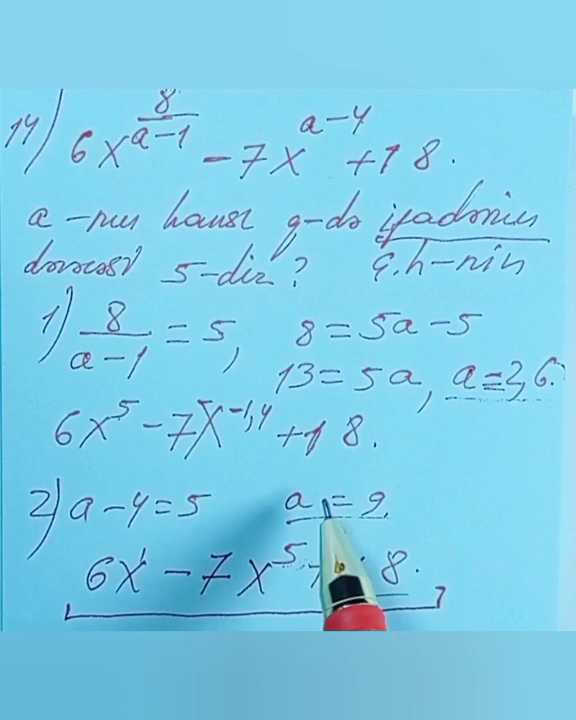 14) 6x^(8/(a-1)) - 7x^(a-4) + 18.
a-nın hansı q-də ifadənin
dərəcəsi 5-dir? ç.h-nin
1) 8/(a-1) = 5, 8 = 5a - 5
13 = 5a, a = 2,6.
6x^5 - 7x^(-1,4) + 18.
2) a - 4 = 5 a = 9.
6x^1 - 7x^5 + 8.